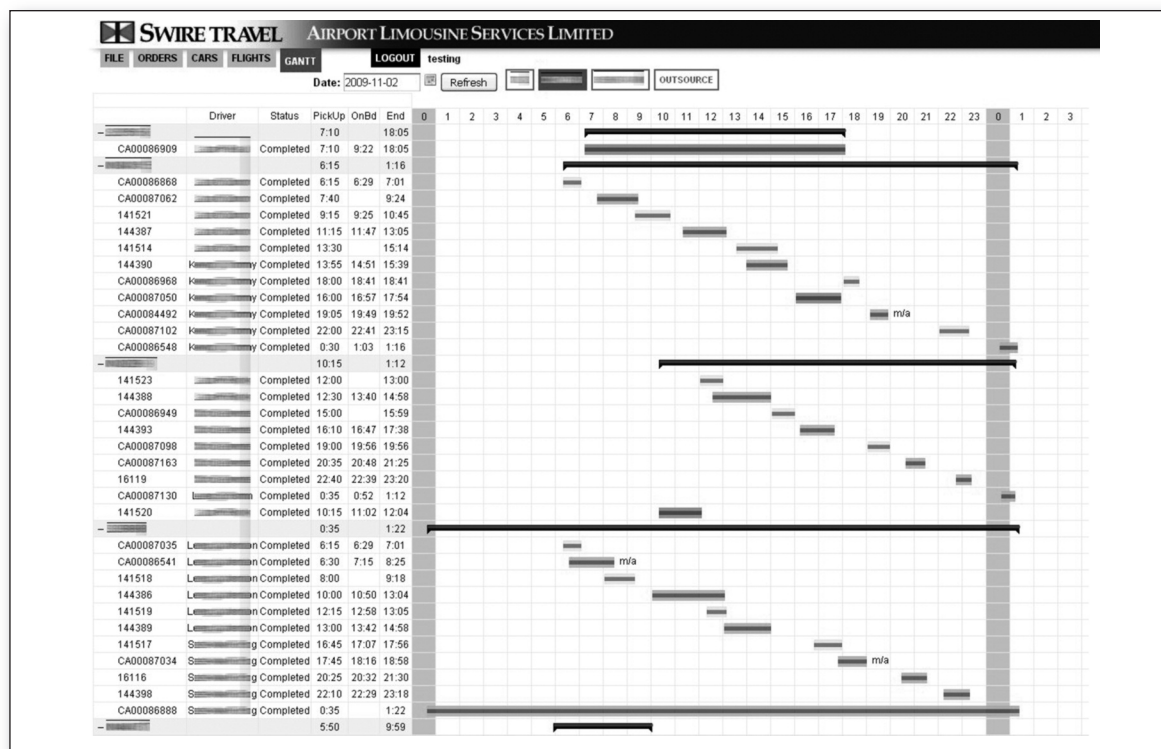 SWIRE TRAVEL AIRPORT LIMOUSINE SERVICES LIMITED
FILE ORDERS CARS FLIGHTS GANTT LOGOUT testing
Date: 2009-11-02 Refresh OUTSOURCE
Driver Status PickUp OnBd End 0 1 2 3 4 5 6 7 8 9 10 11 12 13 14 15 16 17 18 19 20 21 22 23 0 1 2 3
7:10 18:05
CA00086909 Completed 7:10 9:22 18:05
6:15 1:16
CA00086868 Completed 6:15 6:29 7:01
CA00087062 Completed 7:40 9:24
141521 Completed 9:15 9:25 10:45
144387 Completed 11:15 11:47 13:05
141514 Completed 13:30 15:14
144390 Completed 13:55 14:51 15:39
CA00086968 Completed 18:00 18:41 18:41
CA00087050 Completed 16:00 16:57 17:54
CA00084492 Completed 19:05 19:49 19:52 m/a
CA00087102 Completed 22:00 22:41 23:15
CA00086548 Completed 0:30 1:03 1:16
10:15 1:12
141523 Completed 12:00 13:00
144388 Completed 12:30 13:40 14:58
CA00086949 Completed 15:00 15:59
144393 Completed 16:10 16:47 17:38
CA00087098 Completed 19:00 19:56 19:56
CA00087163 Completed 20:35 20:48 21:25
16119 Completed 22:40 22:39 23:20
CA00087130 Completed 0:35 0:52 1:12
141520 Completed 10:15 11:02 12:04
0:35 1:22
CA00087035 Completed 6:15 6:29 7:01
CA00086541 Completed 6:30 7:15 8:25 m/a
141518 Completed 8:00 9:18
144386 Completed 10:00 10:50 13:04
141519 Completed 12:15 12:58 13:05
144389 Completed 13:00 13:42 14:58
141517 Completed 16:45 17:07 17:56
CA00087034 Completed 17:45 18:16 18:58 m/a
16116 Completed 20:25 20:32 21:30
144398 Completed 22:10 22:29 23:18
CA00086888 Completed 0:35 1:22
5:50 9:59